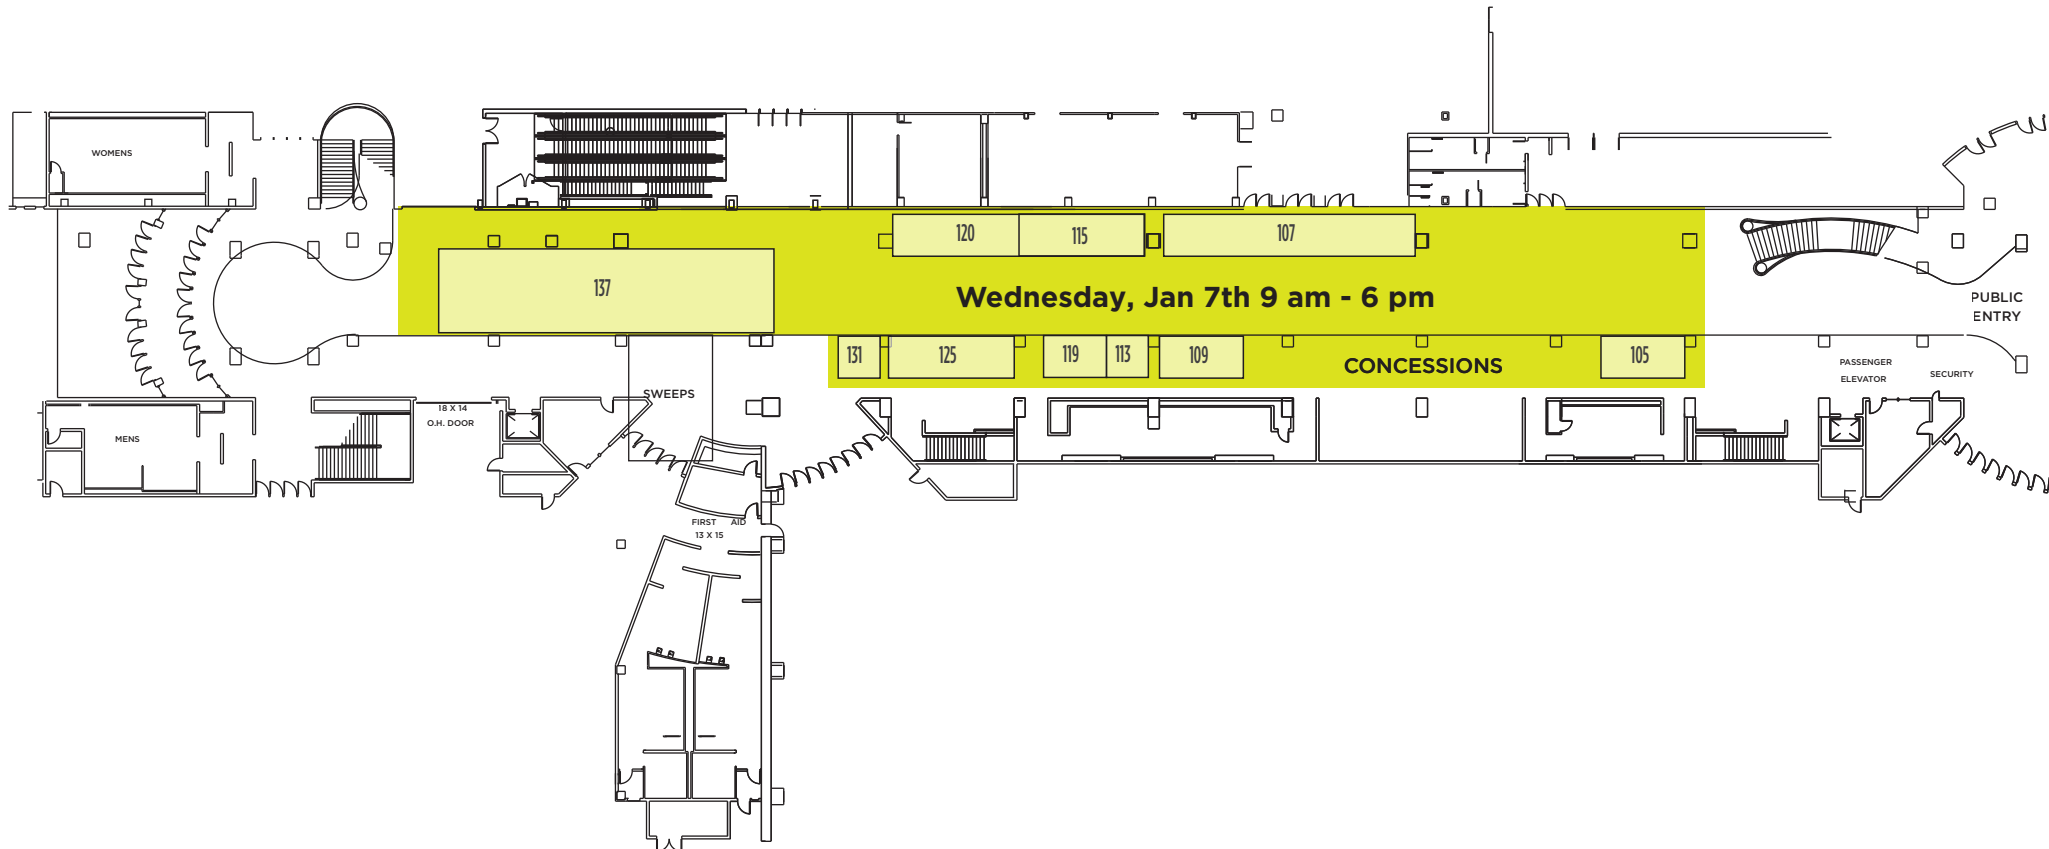 WOMENS
120
115
107
137
Wednesday, Jan 7th 9 am - 6 pm
PUBLIC
ENTRY
131
125
119
113
109
CONCESSIONS
105
PASSENGER
ELEVATOR
SECURITY
SWEEPS
18 X 14
O.H. DOOR
MENS
FIRST AID
13 X 15